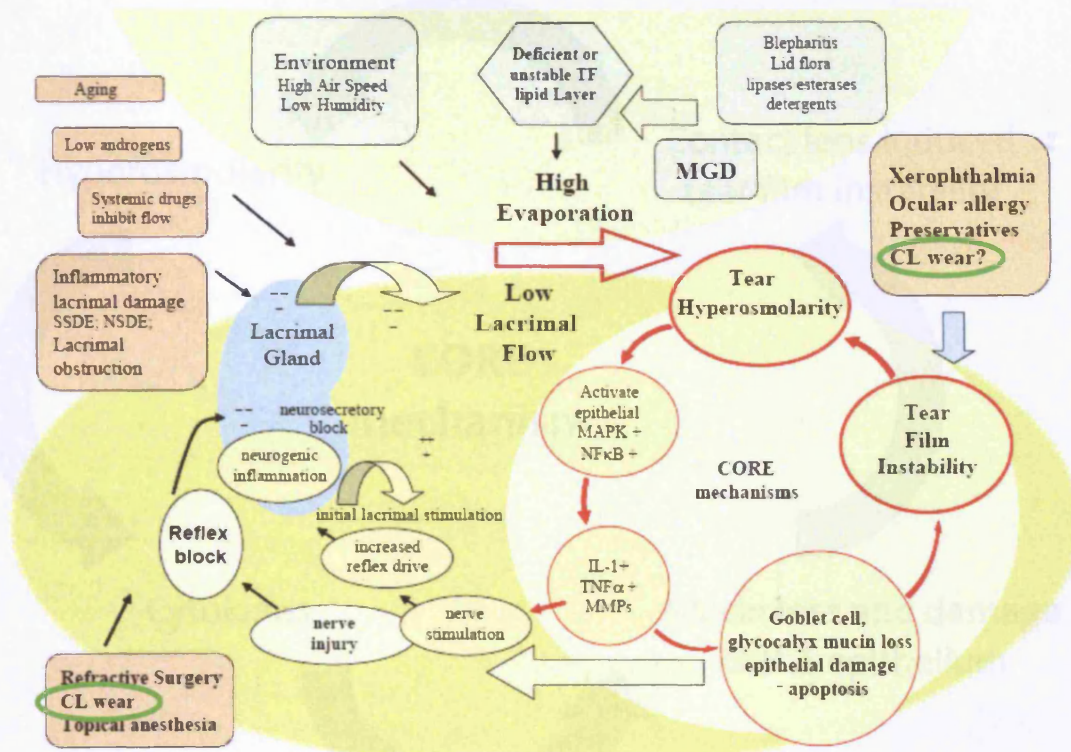 Environment
High Air Speed
Low Humidity
Deficient or
unstable TF
lipid Layer
Blepharitis
Lid flora
lipases esterases
detergents
Aging
Low androgens
Systemic drugs
inhibit flow
Inflammatory
lacrimal damage
SSDE; NSDE;
Lacrimal
obstruction
MGD
High
Evaporation
Xerophthalmia
Ocular allergy
Preservatives
CL wear?
Low
Lacrimal
Flow
Tear
Hyperosmolarity
Lacrimal
Gland
Activate
epithelial
MAPK +
NFκB +
Tear
Film
Instability
CORE
mechanisms
neurosecretory
block
neurogenic
inflammation
initial lacrimal stimulation
Reflex
block
increased
reflex drive
IL-1+
TNFα +
MMPs
nerve
stimulation
nerve
injury
Goblet cell,
glycocalyx mucin loss
epithelial damage
- apoptosis
Refractive Surgery
CL wear
Topical anesthesia